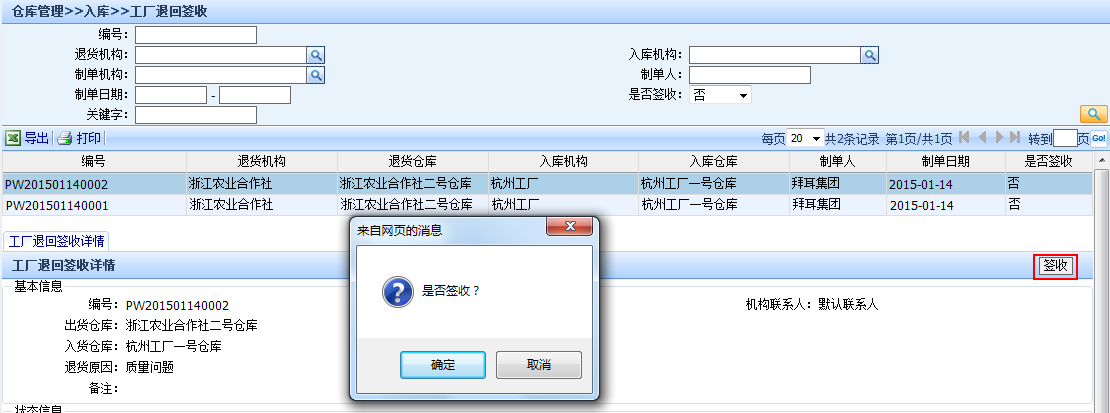 仓库管理>>入库>>工厂退回签收
编号：
退货机构： 入库机构：
制单机构： 制单人：
制单日期： - 是否签收： 否
关键字：
导出 打印 每页 20 共2条记录 第1页/共1页 转到 页 Go!
编号 退货机构 退货仓库 入库机构 入库仓库 制单人 制单日期 是否签收
PW201501140002 浙江农业合作社 浙江农业合作社二号仓库 杭州工厂 杭州工厂一号仓库 拜耳集团 2015-01-14 否
PW201501140001 浙江农业合作社 浙江农业合作社二号仓库 杭州工厂 杭州工厂一号仓库 拜耳集团 2015-01-14 否
工厂退回签收详情
工厂退回签收详情 签收
基本信息
编号： PW201501140002 机构联系人： 默认联系人
出货仓库： 浙江农业合作社二号仓库
入货仓库： 杭州工厂一号仓库
退货原因： 质量问题
备注：
状态信息
来自网页的消息
是否签收？
确定 取消